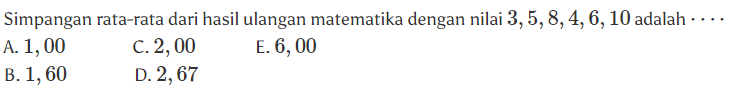 Simpangan rata-rata dari hasil ulangan matematika dengan nilai 3, 5, 8, 4, 6, 10 adalah · · · ·
A. 1, 00 C. 2, 00 E. 6, 00
B. 1, 60 D. 2, 67